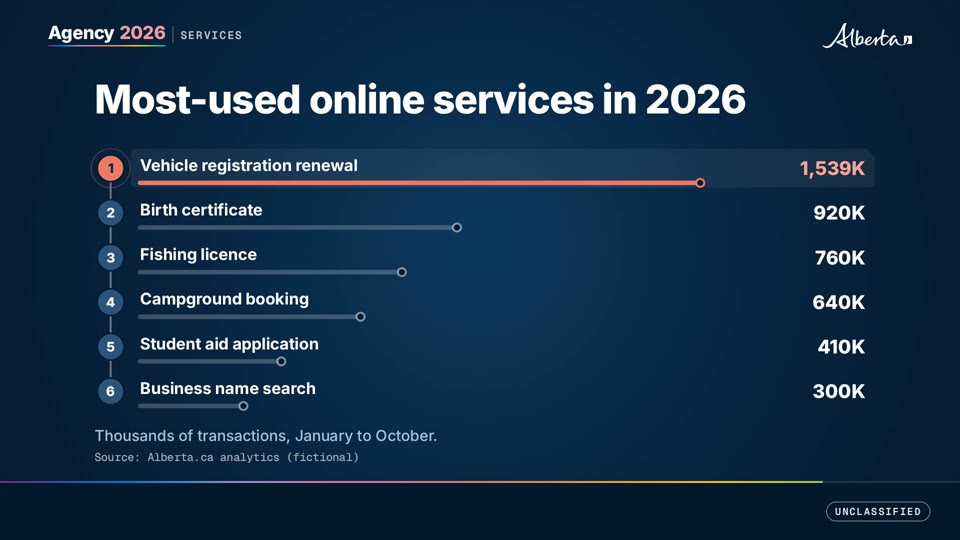 Agency 2026 | SERVICES
Alberta
Most-used online services in 2026
1 Vehicle registration renewal 1,539K
2 Birth certificate 920K
3 Fishing licence 760K
4 Campground booking 640K
5 Student aid application 410K
6 Business name search 300K
Thousands of transactions, January to October.
Source: Alberta.ca analytics (fictional)
UNCLASSIFIED